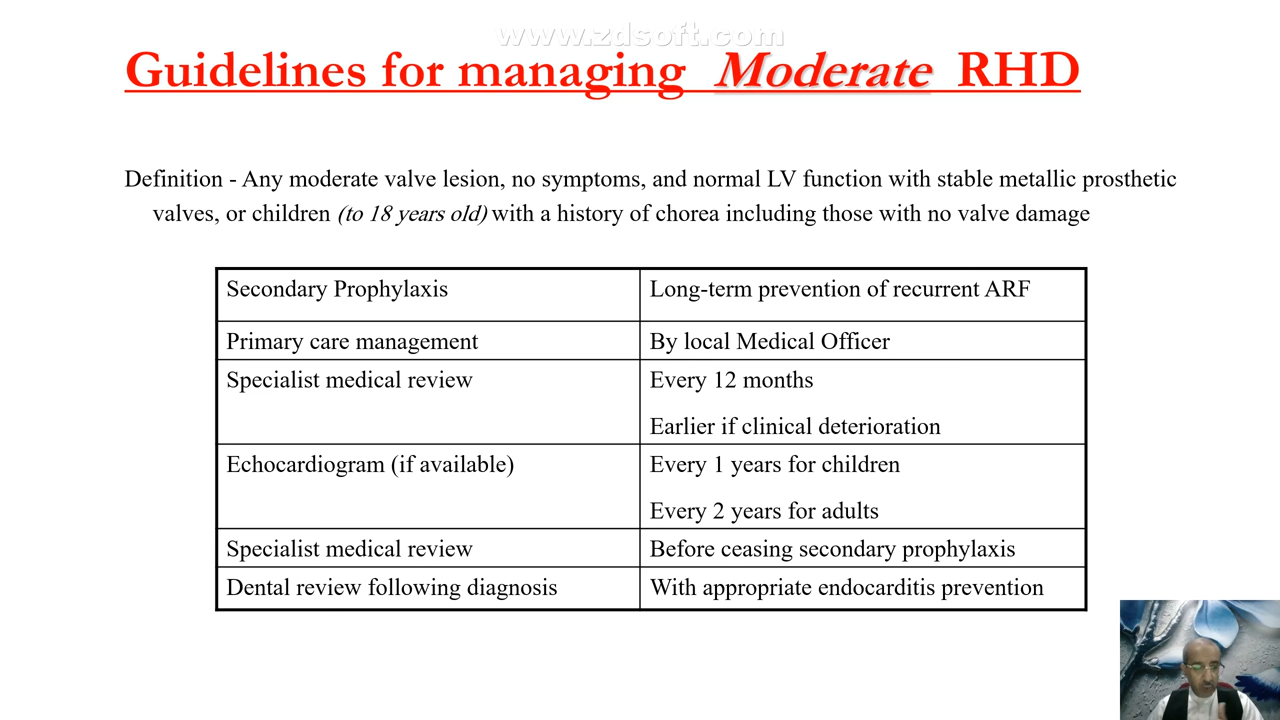 www.zdsoft.com
Guidelines for managing Moderate RHD
Definition - Any moderate valve lesion, no symptoms, and normal LV function with stable metallic prosthetic
valves, or children (to 18 years old) with a history of chorea including those with no valve damage
Secondary Prophylaxis
Long-term prevention of recurrent ARF
Primary care management
By local Medical Officer
Specialist medical review
Every 12 months
Earlier if clinical deterioration
Echocardiogram (if available)
Every 1 years for children
Every 2 years for adults
Specialist medical review
Before ceasing secondary prophylaxis
Dental review following diagnosis
With appropriate endocarditis prevention